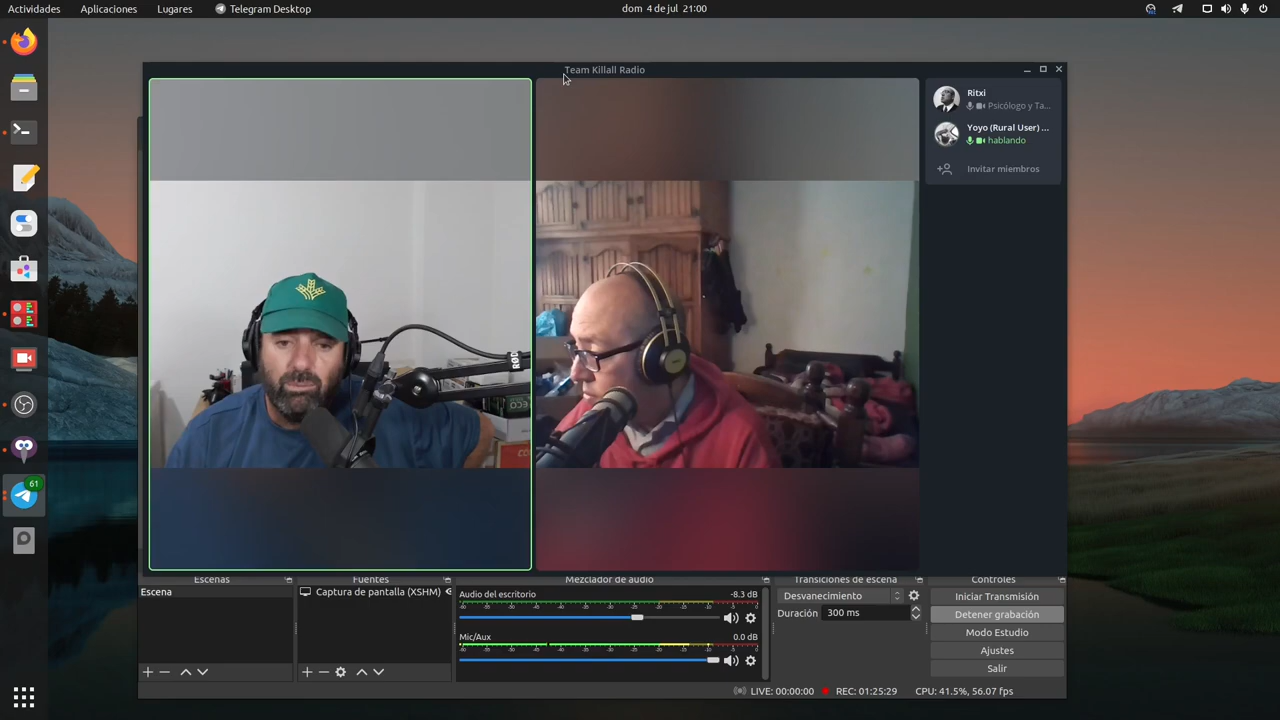 Actividades
Aplicaciones
Lugares
Telegram Desktop
dom 4 de jul 21:00
Team Killall Radio
Ritxi
Psicólogo y Ta...
Yoyo (Rural User) ...
hablando
Invitar miembros
RØD
61
Escenas
Fuentes
Mezclador de audio
Transiciones de escena
Controles
Escena
Captura de pantalla (XSHM)
Audio del escritorio
-8.3 dB
Mic/Aux
0.0 dB
Desvanecimiento
Duración
300 ms
Iniciar Transmisión
Detener grabación
Modo Estudio
Ajustes
Salir
LIVE: 00:00:00
REC: 01:25:29
CPU: 41.5%, 56.07 fps